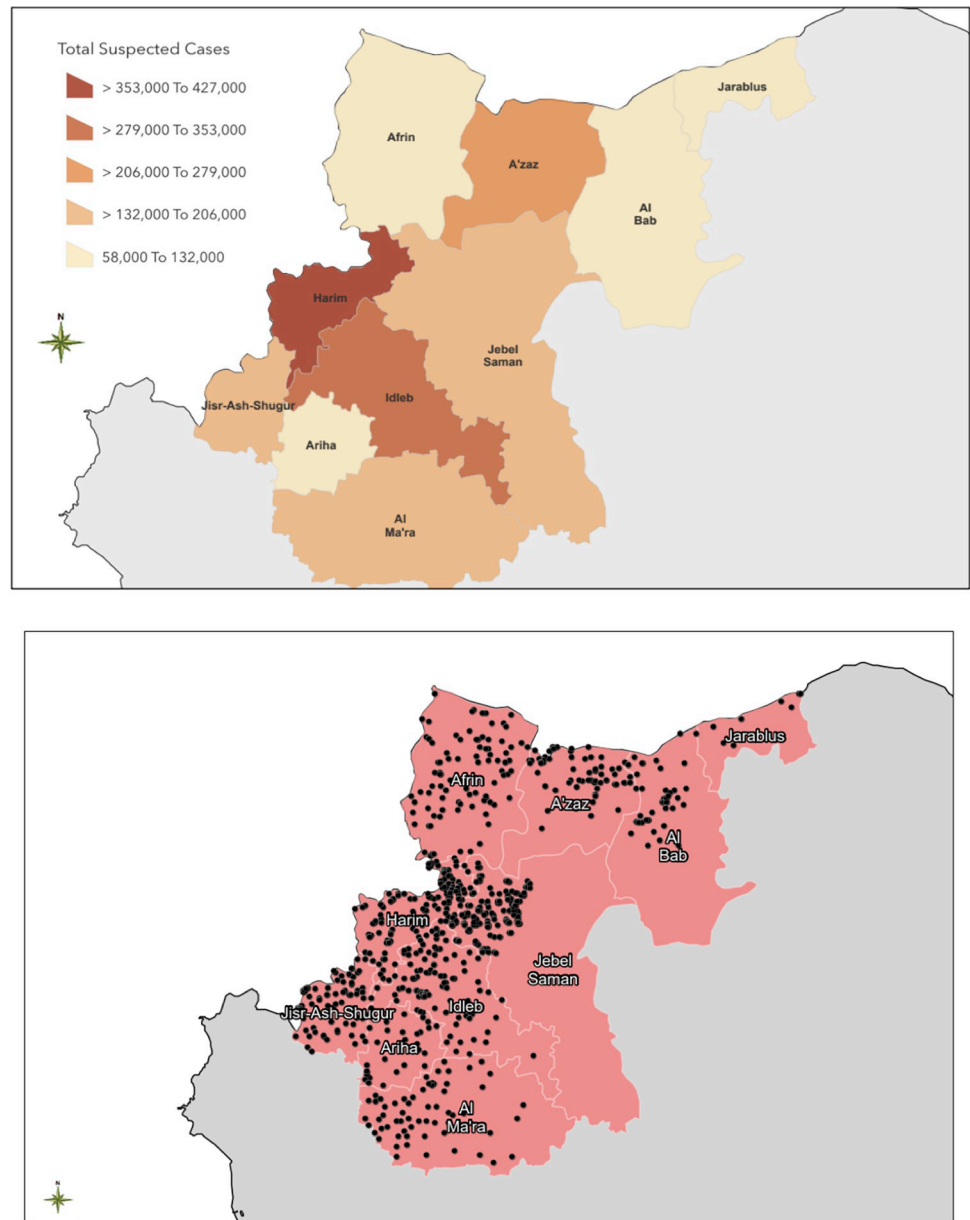 Total Suspected Cases
> 353,000 To 427,000
> 279,000 To 353,000
> 206,000 To 279,000
> 132,000 To 206,000
58,000 To 132,000
N
Afrin
A'zaz
Jarablus
Al
Bab
Harim
Jebel
Saman
Jisr-Ash-Shugur
Idleb
Ariha
Al
Ma'ra
Jarablus
Afrin
A'zaz
Al
Bab
Harim
Jebel
Saman
Jisr-Ash-Shugur
Idleb
Ariha
Al
Ma'ra
N